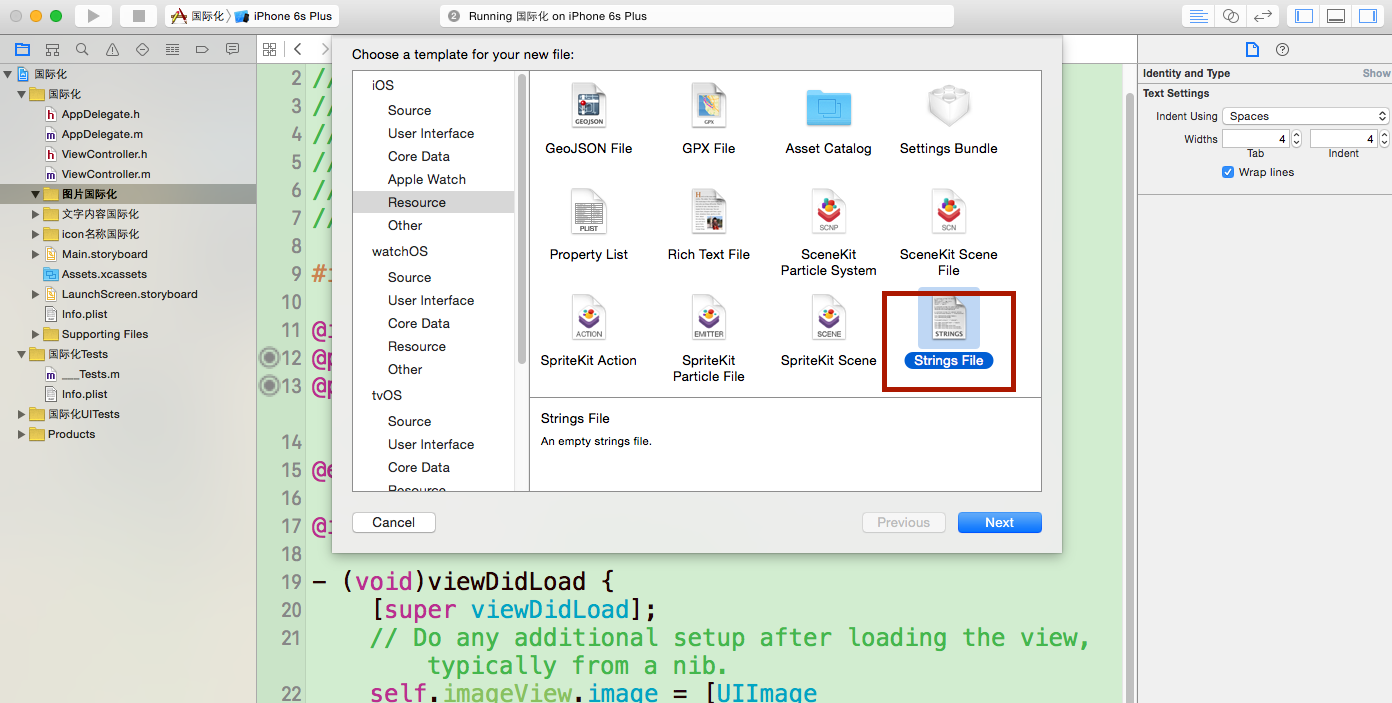 国际化 〉 iPhone 6s Plus
2 Running 国际化 on iPhone 6s Plus
国际化
国际化
AppDelegate.h
AppDelegate.m
ViewController.h
ViewController.m
图片国际化
文字内容国际化
icon名称国际化
Main.storyboard
Assets.xcassets
LaunchScreen.storyboard
Info.plist
Supporting Files
国际化Tests
___Tests.m
Info.plist
国际化UITests
Products
Choose a template for your new file:
iOS
Source
User Interface
Core Data
Apple Watch
Resource
Other
watchOS
Source
User Interface
Core Data
Resource
Other
tvOS
Source
User Interface
Core Data
Resource
GEOJSON
GPX
GeoJSON File
GPX File
Asset Catalog
Settings Bundle
PLIST
SCNP
SCN
Property List
Rich Text File
SceneKit
Particle System
SceneKit Scene
File
ACTION
EMITTER
SCENE
STRINGS
SpriteKit Action
SpriteKit
Particle File
SpriteKit Scene
Strings File
Strings File
An empty strings file.
Cancel
Previous
Next
2 //
3 //
4 //
5 //
6 //
7 //
8
9 #i
10
11 @i
12 @p
13 @p
14
15 @e
16
17 @i
18
19 – (void)viewDidLoad {
20 [super viewDidLoad];
21 // Do any additional setup after loading the view,
typically from a nib.
22 self.imageView.image = [UIImage
Identity and Type
Show
Text Settings
Indent Using Spaces
Widths 4 4
Tab Indent
Wrap lines